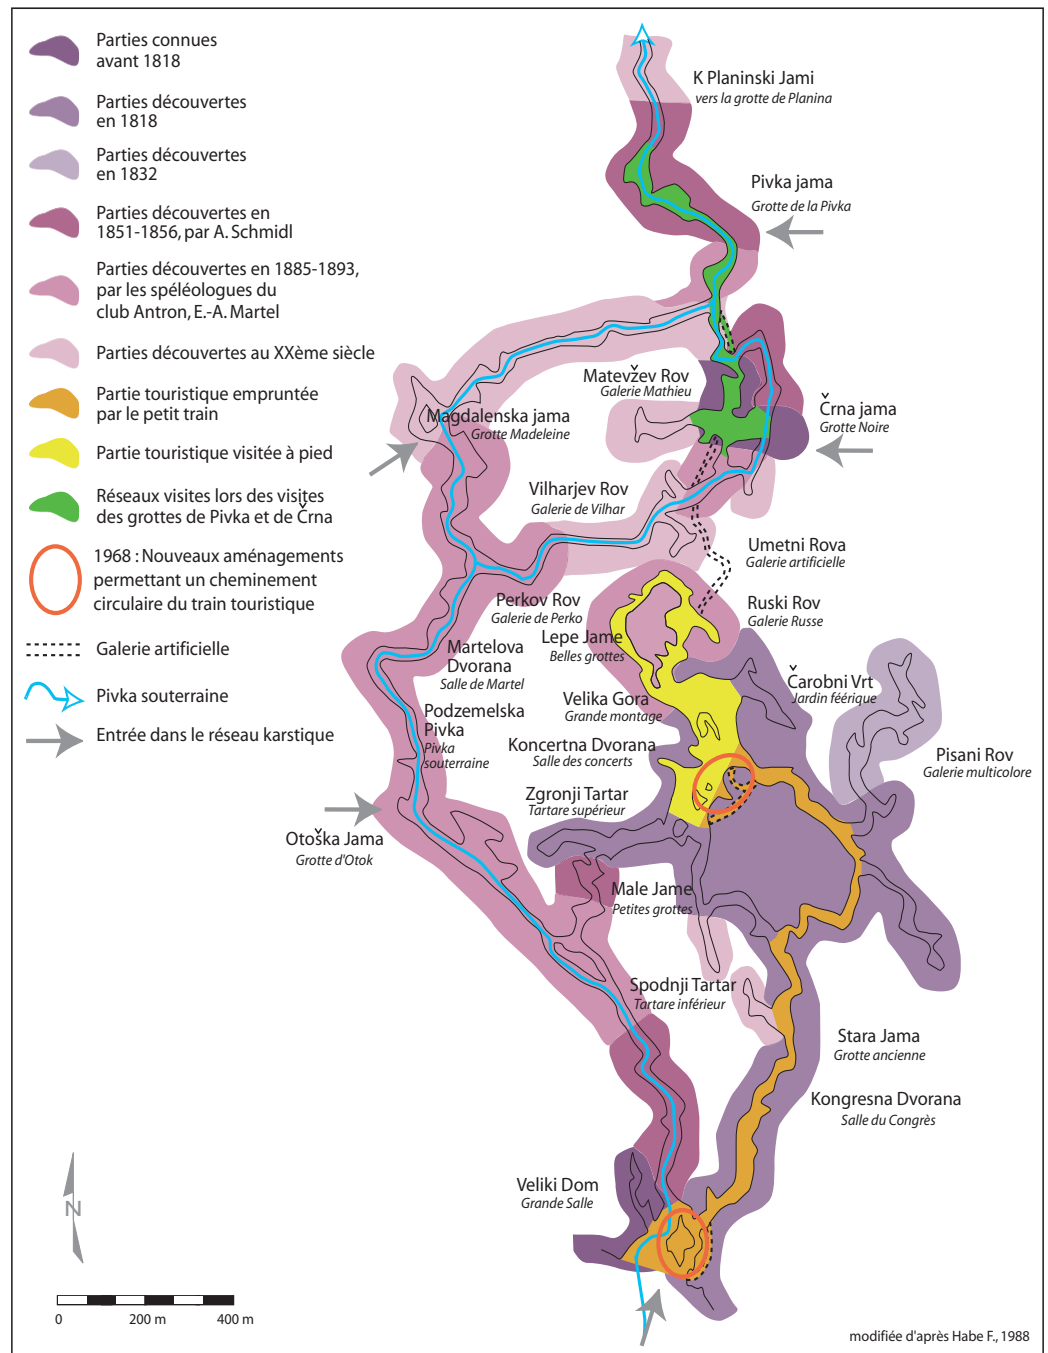 Parties connues
avant 1818
Parties découvertes
en 1818
Parties découvertes
en 1832
Parties découvertes en
1851-1856, par A. Schmidl
Parties découvertes en 1885-1893,
par les spéléologues du
club Antron, E.-A. Martel
Parties découvertes au XXème siècle
Partie touristique empruntée
par le petit train
Partie touristique visitée à pied
Réseaux visites lors des visites
des grottes de Pivka et de Črna
1968 : Nouveaux aménagements
permettant un cheminement
circulaire du train touristique
Galerie artificielle
Pivka souterraine
Entrée dans le réseau karstique
K Planinski Jami
vers la grotte de Planina
Pivka jama
Grotte de la Pivka
Matevžev Rov
Galerie Mathieu
Črna jama
Grotte Noire
Magdalenska jama
Grotte Madeleine
Vilharjev Rov
Galerie de Vilhar
Umetni Rova
Galerie artificielle
Perkov Rov
Galerie de Perko
Ruski Rov
Galerie Russe
Lepe Jame
Belles grottes
Martelova
Dvorana
Salle de Martel
Čarobni Vrt
Jardin féérique
Velika Gora
Grande montage
Podzemelska
Pivka
Pivka
souterraine
Koncertna Dvorana
Salle des concerts
Pisani Rov
Galerie multicolore
Zgronji Tartar
Tartare supérieur
Otoška Jama
Grotte d'Otok
Male Jame
Petites grottes
Spodnji Tartar
Tartare inférieur
Stara Jama
Grotte ancienne
Kongresna Dvorana
Salle du Congrès
Veliki Dom
Grande Salle
N
0 200 m 400 m
modifiée d'après Habe F., 1988